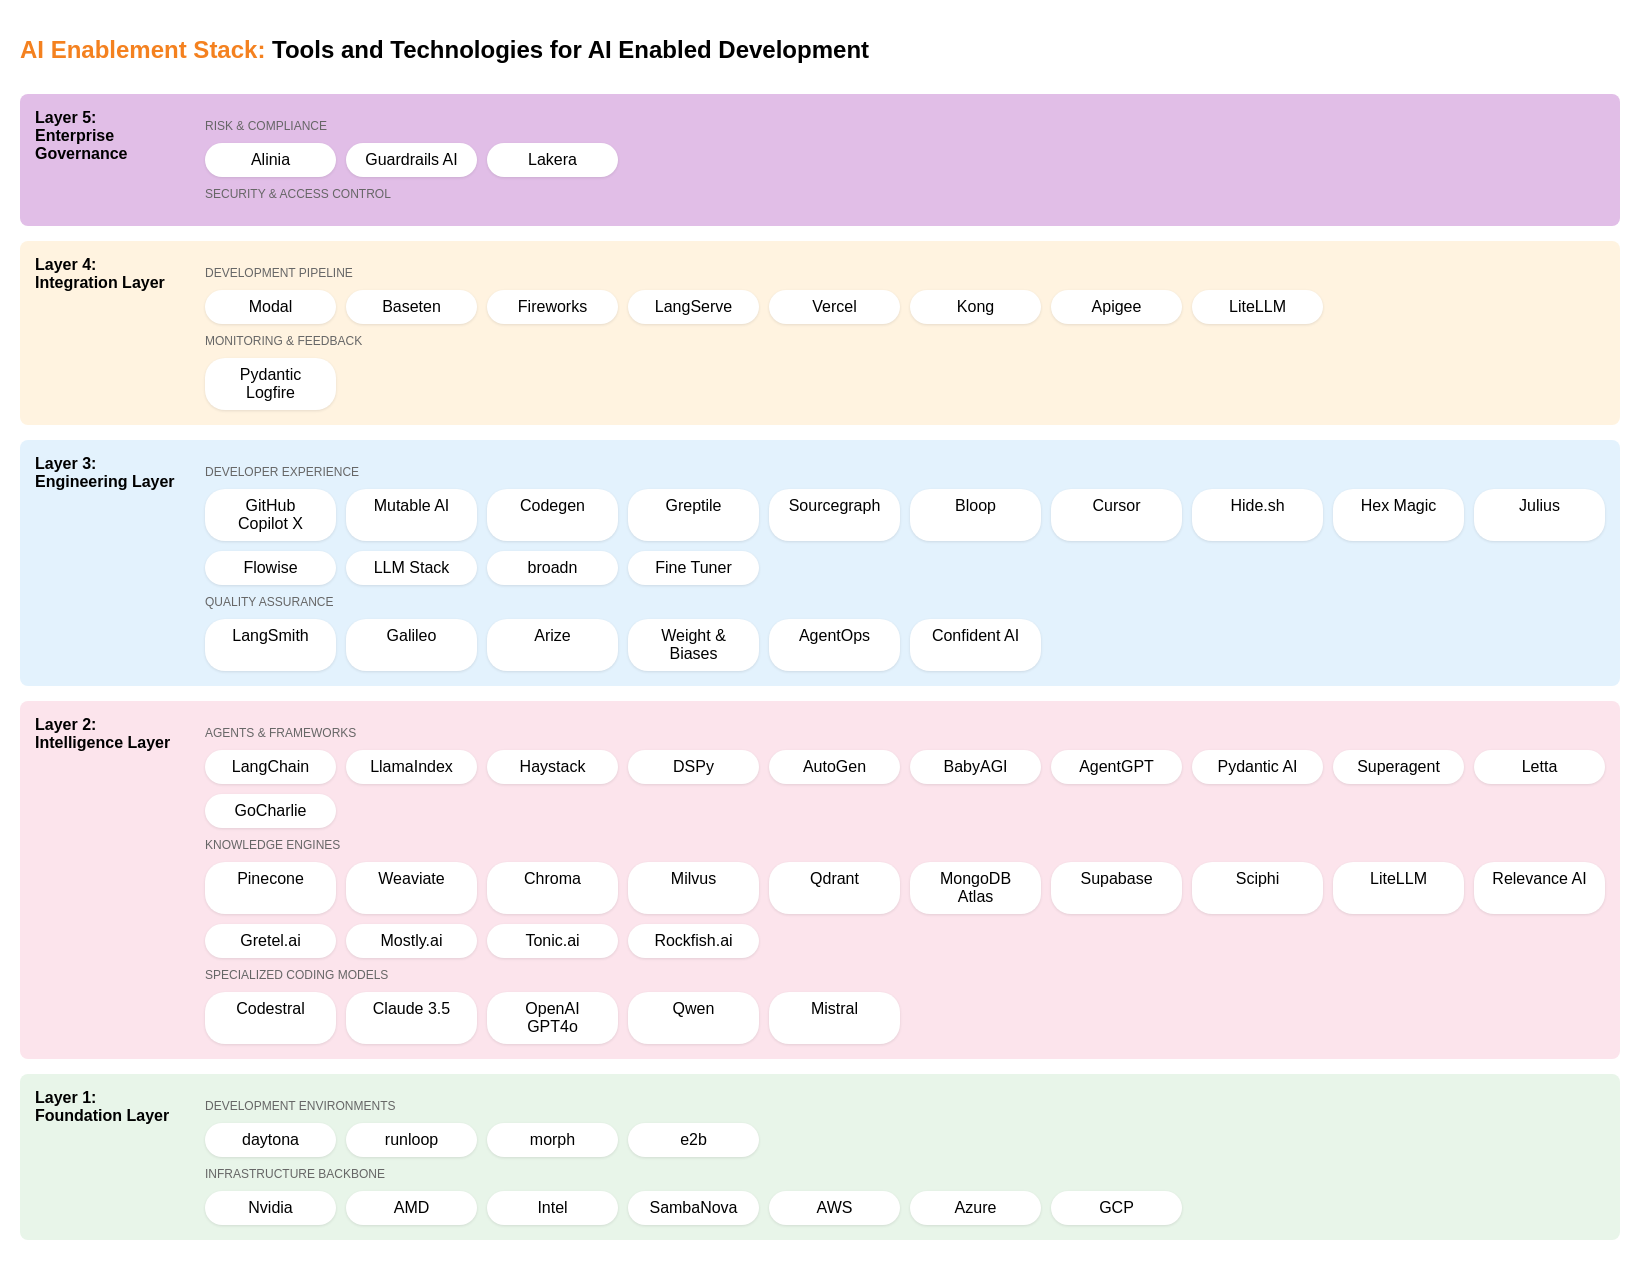 AI Enablement Stack: Tools and Technologies for AI Enabled Development
Layer 5:
Enterprise
Governance
RISK & COMPLIANCE
Alinia
Guardrails AI
Lakera
SECURITY & ACCESS CONTROL
Layer 4:
Integration Layer
DEVELOPMENT PIPELINE
Modal
Baseten
Fireworks
LangServe
Vercel
Kong
Apigee
LiteLLM
MONITORING & FEEDBACK
Pydantic
Logfire
Layer 3:
Engineering Layer
DEVELOPER EXPERIENCE
GitHub
Copilot X
Mutable AI
Codegen
Greptile
Sourcegraph
Bloop
Cursor
Hide.sh
Hex Magic
Julius
Flowise
LLM Stack
broadn
Fine Tuner
QUALITY ASSURANCE
LangSmith
Galileo
Arize
Weight &
Biases
AgentOps
Confident AI
Layer 2:
Intelligence Layer
AGENTS & FRAMEWORKS
LangChain
LlamaIndex
Haystack
DSPy
AutoGen
BabyAGI
AgentGPT
Pydantic AI
Superagent
Letta
GoCharlie
KNOWLEDGE ENGINES
Pinecone
Weaviate
Chroma
Milvus
Qdrant
MongoDB
Atlas
Supabase
Sciphi
LiteLLM
Relevance AI
Gretel.ai
Mostly.ai
Tonic.ai
Rockfish.ai
SPECIALIZED CODING MODELS
Codestral
Claude 3.5
OpenAI
GPT4o
Qwen
Mistral
Layer 1:
Foundation Layer
DEVELOPMENT ENVIRONMENTS
daytona
runloop
morph
e2b
INFRASTRUCTURE BACKBONE
Nvidia
AMD
Intel
SambaNova
AWS
Azure
GCP